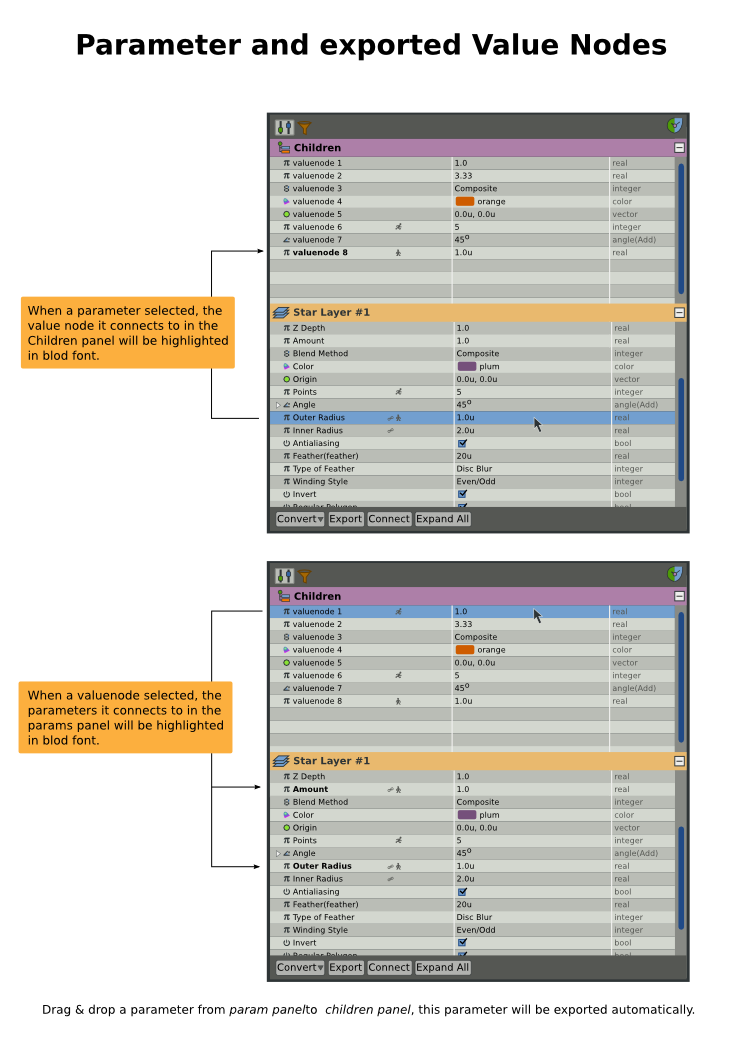 Parameter and exported Value Nodes
Children
valuenode 1 1.0 real
valuenode 2 3.33 real
valuenode 3 Composite integer
valuenode 4 orange color
valuenode 5 0.0u, 0.0u vector
valuenode 6 5 integer
valuenode 7 45° angle(Add)
valuenode 8 1.0u real
When a parameter selected, the
value node it connects to in the
Children panel will be highlighted
in blod font.
Star Layer #1
Z Depth 1.0 real
Amount 1.0 real
Blend Method Composite integer
Color plum color
Origin 0.0u, 0.0u vector
Points 5 integer
Angle 45° angle(Add)
Outer Radius 1.0u real
Inner Radius 2.0u real
Antialiasing bool
Feather(feather) 20u real
Type of Feather Disc Blur integer
Winding Style Even/Odd integer
Invert bool
Regular Polygon bool
Convert Export Connect Expand All
Children
valuenode 1 1.0 real
valuenode 2 3.33 real
valuenode 3 Composite integer
valuenode 4 orange color
valuenode 5 0.0u, 0.0u vector
valuenode 6 5 integer
valuenode 7 45° angle(Add)
valuenode 8 1.0u real
When a valuenode selected, the
parameters it connects to in the
params panel will be highlighted
in blod font.
Star Layer #1
Z Depth 1.0 real
Amount 1.0 real
Blend Method Composite integer
Color plum color
Origin 0.0u, 0.0u vector
Points 5 integer
Angle 45° angle(Add)
Outer Radius 1.0u real
Inner Radius 2.0u real
Antialiasing bool
Feather(feather) 20u real
Type of Feather Disc Blur integer
Winding Style Even/Odd integer
Invert bool
Regular Polygon bool
Convert Export Connect Expand All
Drag & drop a parameter from param panelto children panel, this parameter will be exported automatically.